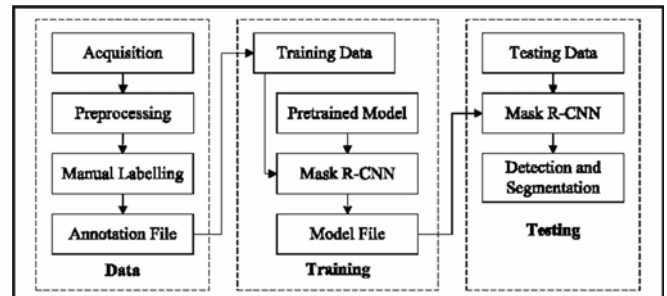 Acquisition
Preprocessing
Manual Labelling
Annotation File
Data
Training Data
Pretrained Model
Mask R-CNN
Model File
Training
Testing Data
Mask R-CNN
Detection and
Segmentation
Testing